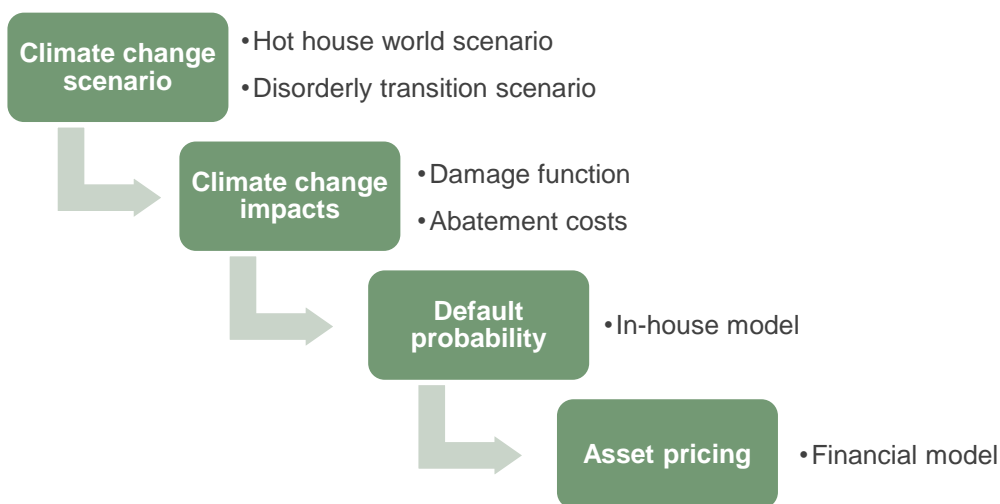 Climate change
scenario
•Hot house world scenario
•Disorderly transition scenario
Climate change
impacts
•Damage function
•Abatement costs
Default
probability
•In-house model
Asset pricing
•Financial model